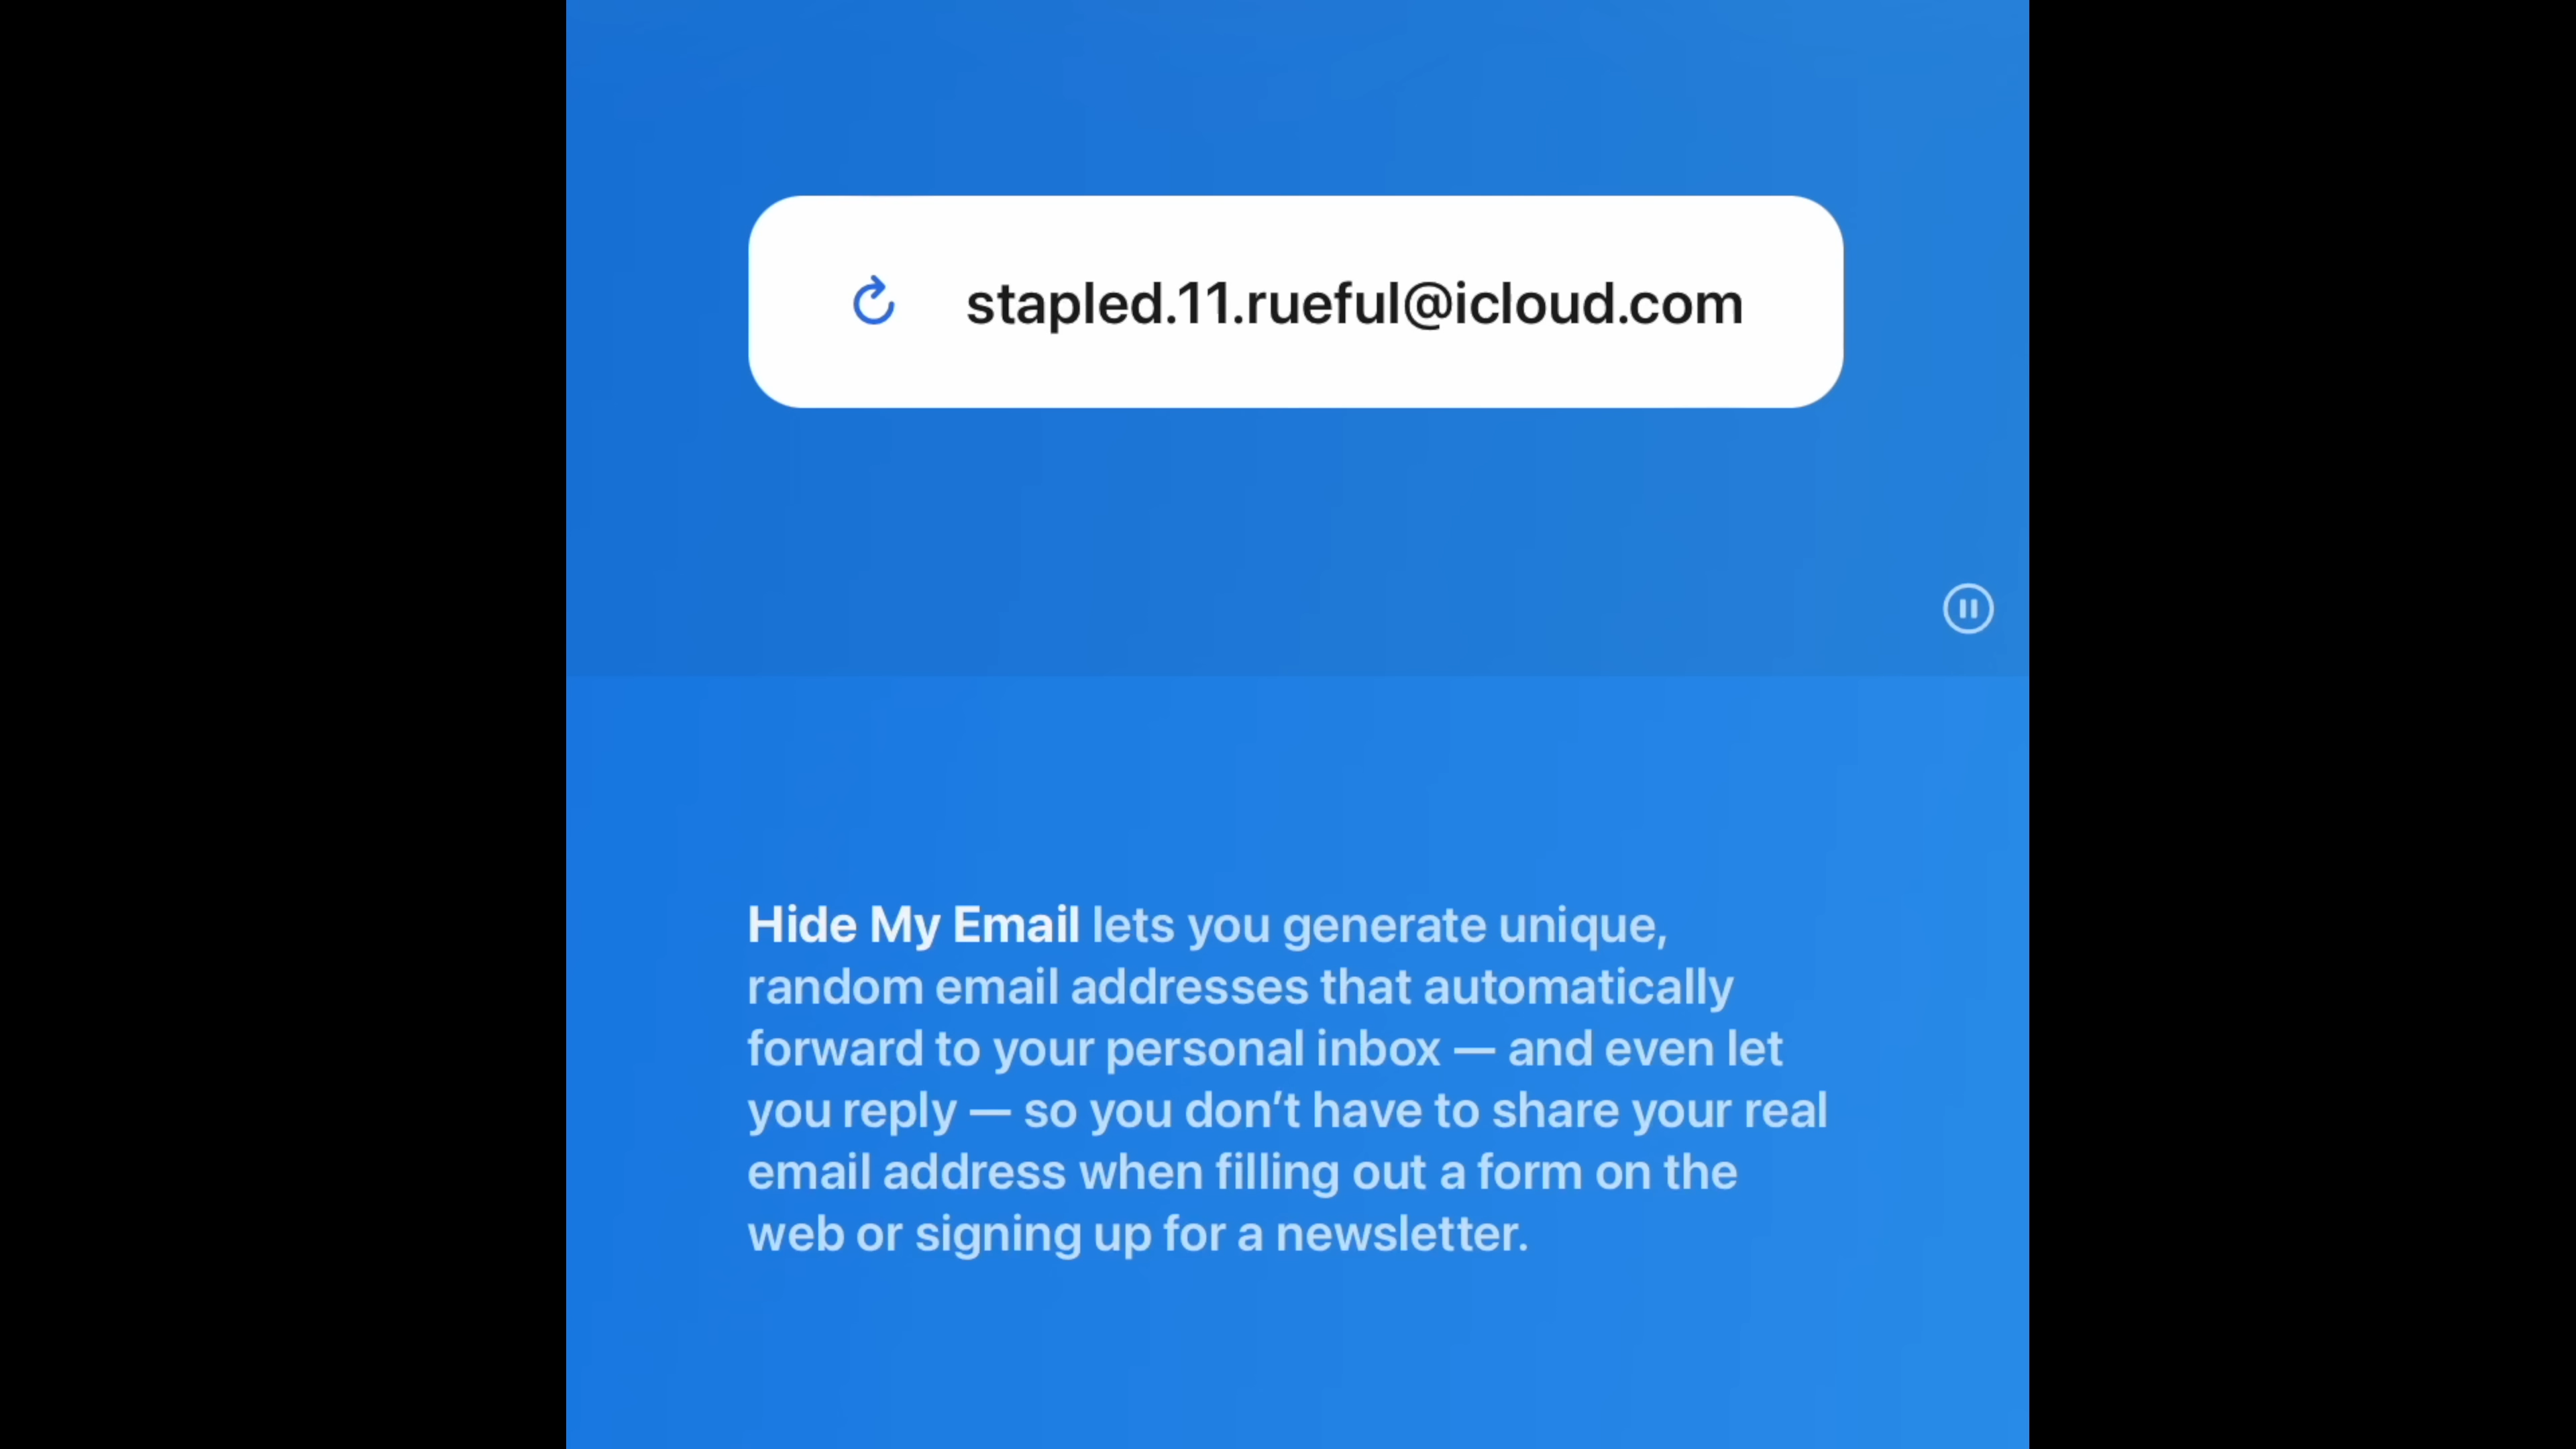 stapled.11.rueful@icloud.com
Hide My Email lets you generate unique,
random email addresses that automatically
forward to your personal inbox — and even let
you reply — so you don’t have to share your real
email address when filling out a form on the
web or signing up for a newsletter.